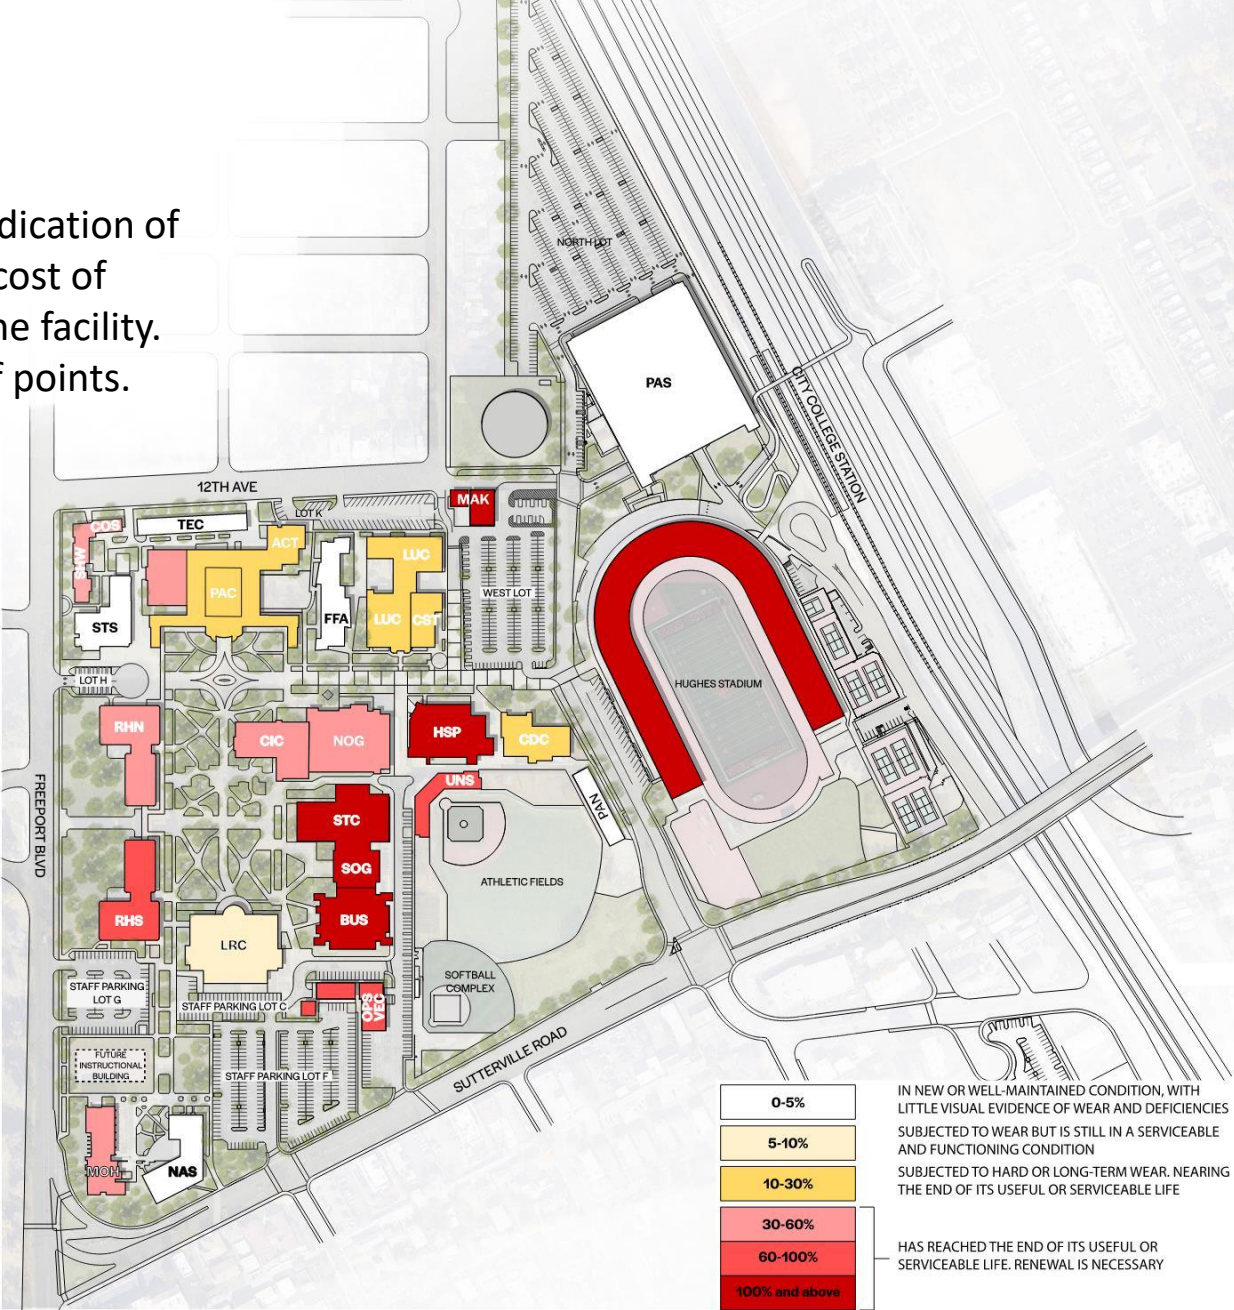 dication of
cost of
ne facility.
f points.
NORTH LOT
PAS
CITY COLLEGE STATION
12TH AVE
LOT K
MAK
COS
TEC
SHW
ACT
LUC
PAC
FFA
LUC
CST
WEST LOT
STS
LOT H
HUGHES STADIUM
RHN
CIC
NOG
HSP
CDC
UNS
PAN
FREEPORT BLVD
STC
SOG
ATHLETIC FIELDS
RHS
BUS
LRC
SOFTBALL
COMPLEX
STAFF PARKING
LOT G
STAFF PARKING LOT C
OPS
VEC
FUTURE
INSTRUCTIONAL
BUILDING
STAFF PARKING LOT F
SUTTERVILLE ROAD
MOH
NAS
0-5%
IN NEW OR WELL-MAINTAINED CONDITION, WITH
LITTLE VISUAL EVIDENCE OF WEAR AND DEFICIENCIES
5-10%
SUBJECTED TO WEAR BUT IS STILL IN A SERVICEABLE
AND FUNCTIONING CONDITION
10-30%
SUBJECTED TO HARD OR LONG-TERM WEAR. NEARING
THE END OF ITS USEFUL OR SERVICEABLE LIFE
30-60%
60-100%
100% and above
HAS REACHED THE END OF ITS USEFUL OR
SERVICEABLE LIFE. RENEWAL IS NECESSARY